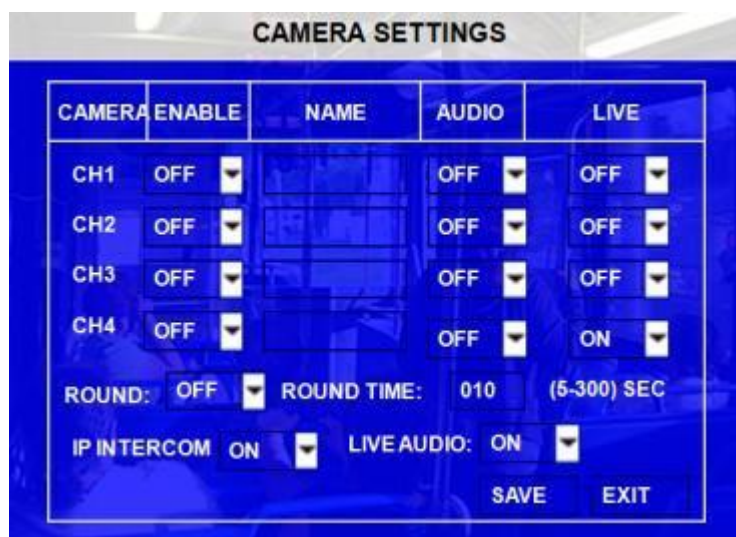 CAMERA SETTINGS
CAMERA ENABLE NAME AUDIO LIVE
CH1 OFF OFF OFF
CH2 OFF OFF OFF
CH3 OFF OFF OFF
CH4 OFF OFF ON
ROUND: OFF ROUND TIME: 010 (5-300) SEC
IP INTERCOM ON LIVE AUDIO: ON
SAVE EXIT